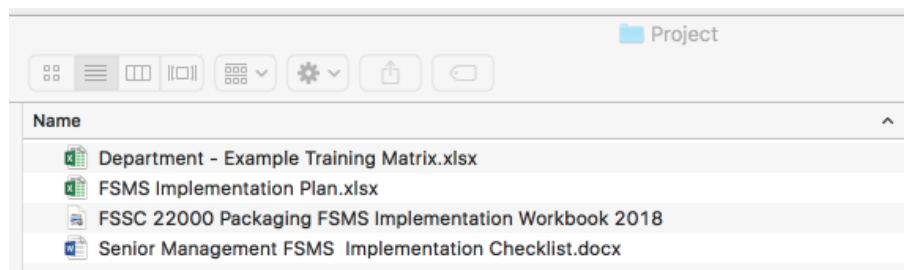 Project
Name
Department - Example Training Matrix.xlsx
FSMS Implementation Plan.xlsx
FSSC 22000 Packaging FSMS Implementation Workbook 2018
Senior Management FSMS  Implementation Checklist.docx